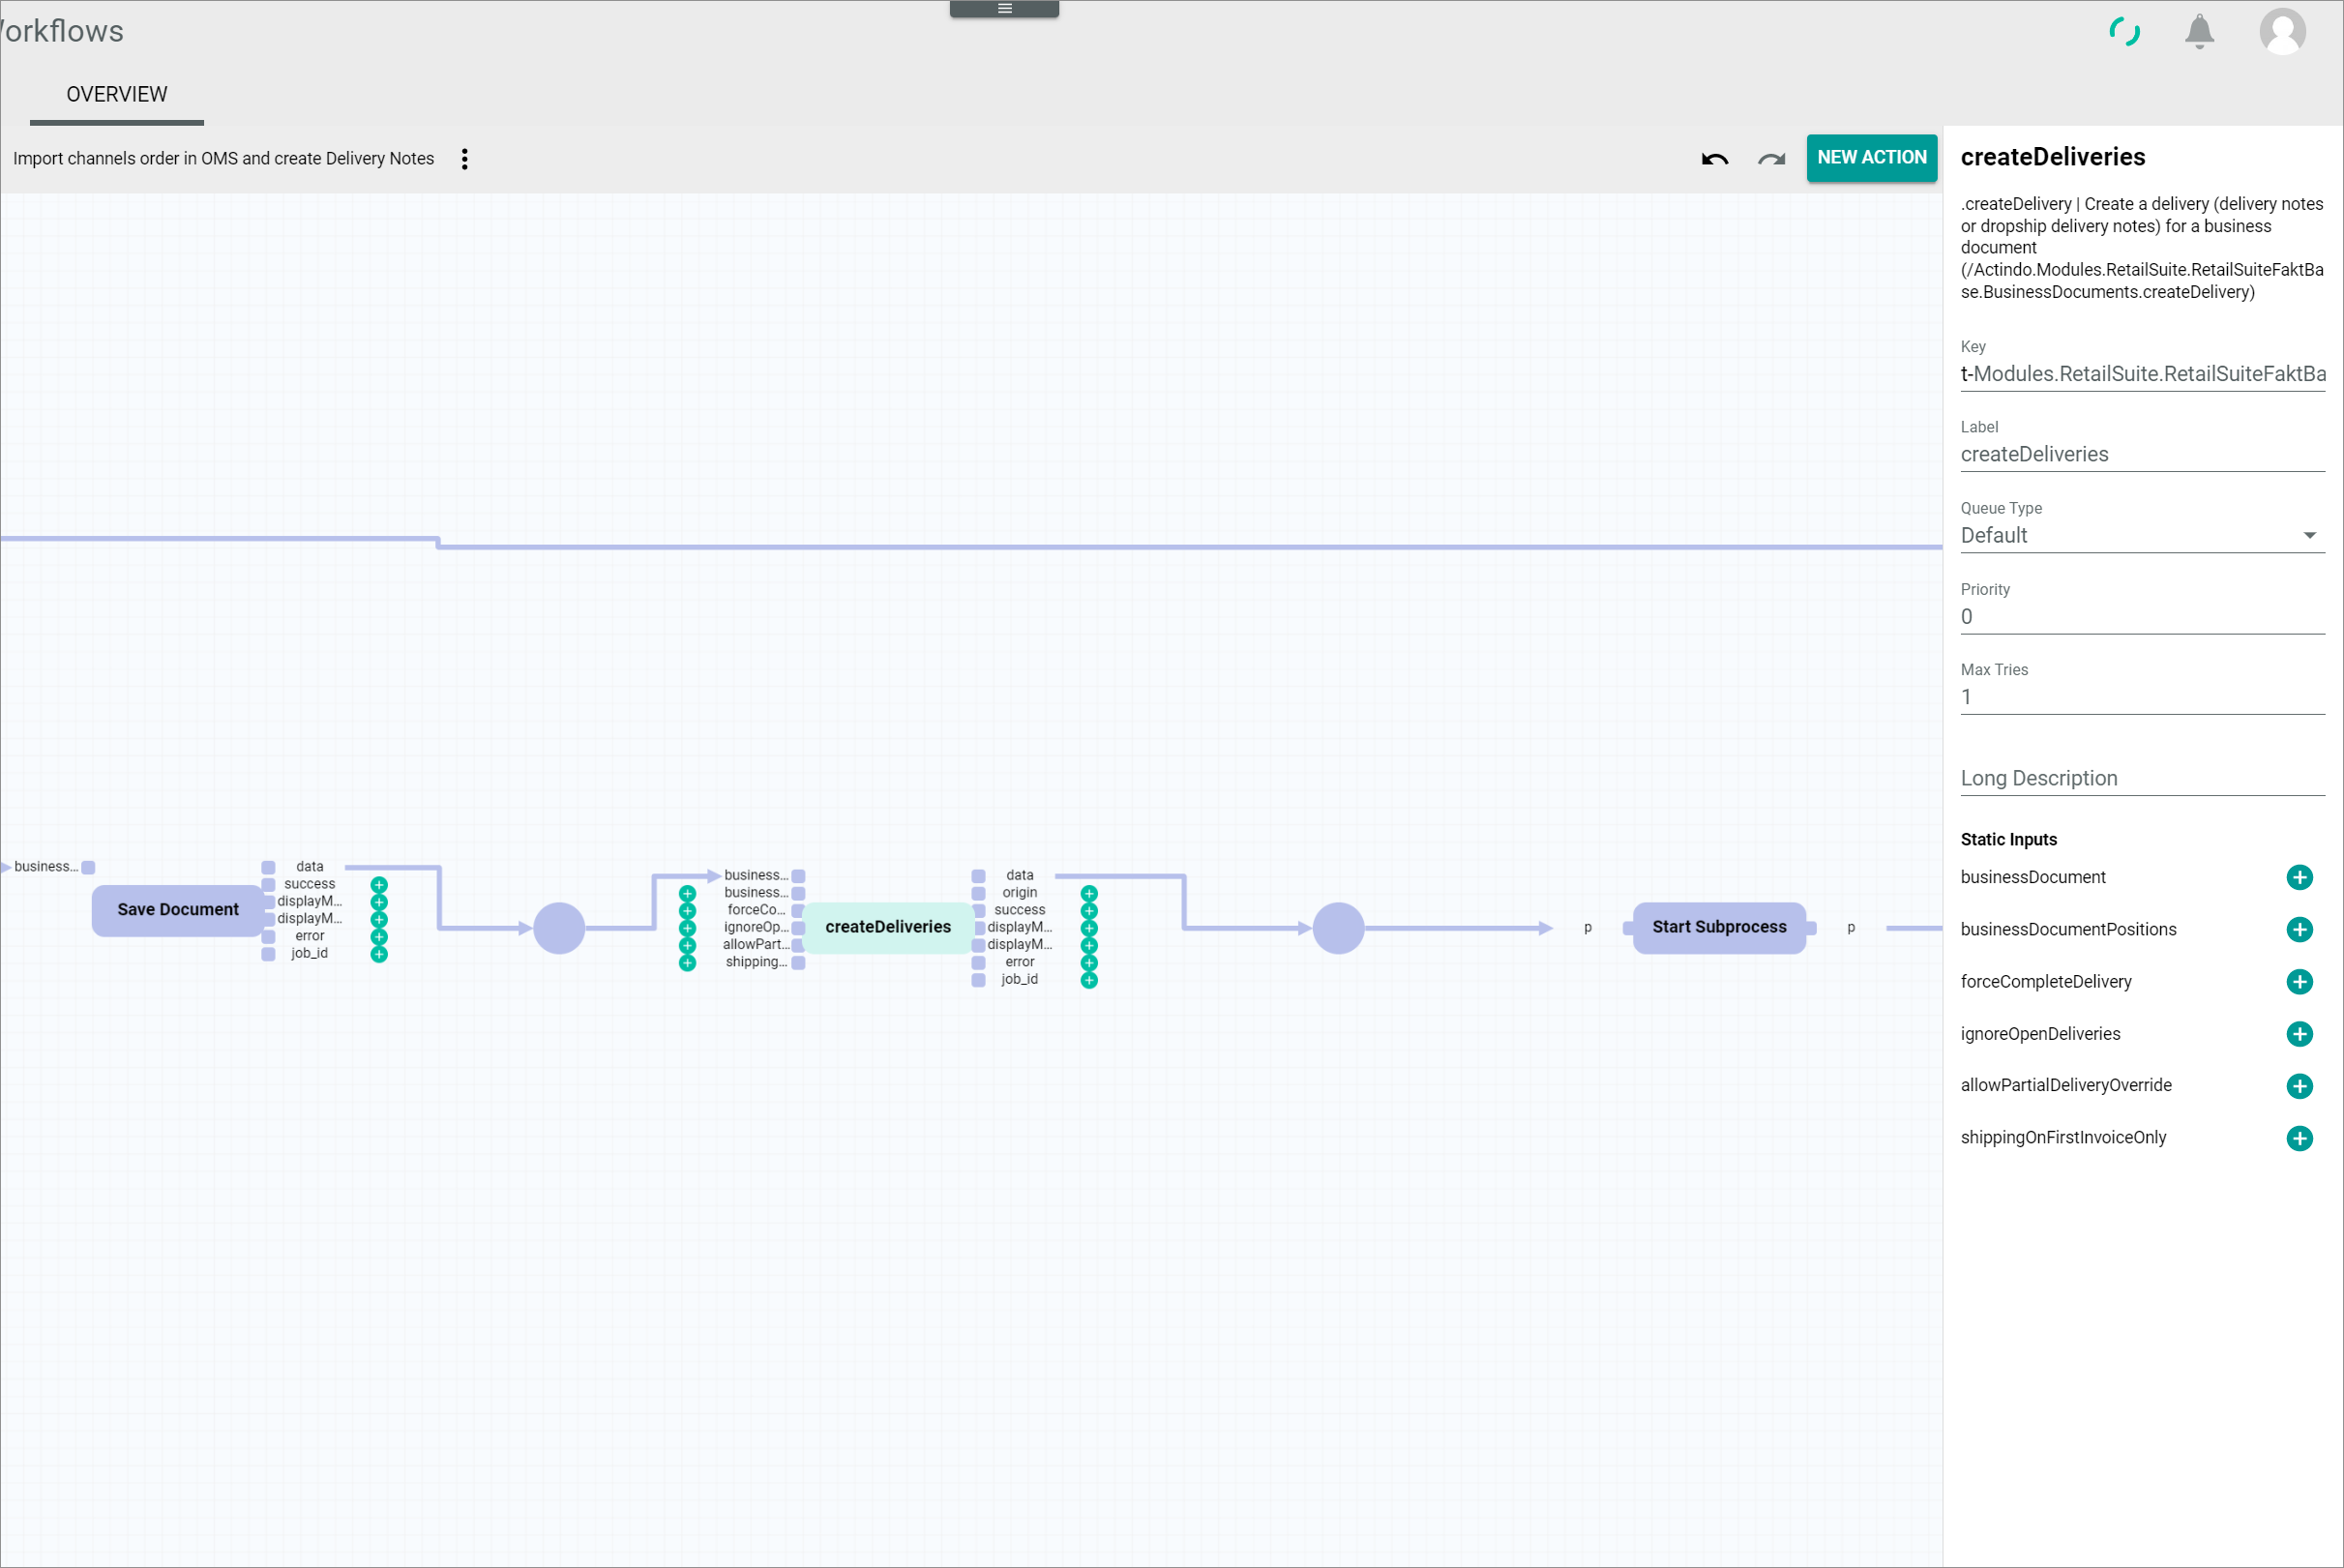 orkflows
OVERVIEW
Import channels order in OMS and create Delivery Notes
NEW ACTION
business...
Save Document
data
success
displayM...
displayM...
error
job_id
business...
business...
forceCo...
ignoreOp...
allowPart...
shipping...
createDeliveries
data
origin
success
displayM...
displayM...
error
job_id
p
Start Subprocess
p
createDeliveries
.createDelivery | Create a delivery (delivery notes
or dropship delivery notes) for a business
document
(/Actindo.Modules.RetailSuite.RetailSuiteFaktBa
se.BusinessDocuments.createDelivery)
Key
t-Modules.RetailSuite.RetailSuiteFaktBa
Label
createDeliveries
Queue Type
Default
Priority
0
Max Tries
1
Long Description
Static Inputs
businessDocument
businessDocumentPositions
forceCompleteDelivery
ignoreOpenDeliveries
allowPartialDeliveryOverride
shippingOnFirstInvoiceOnly